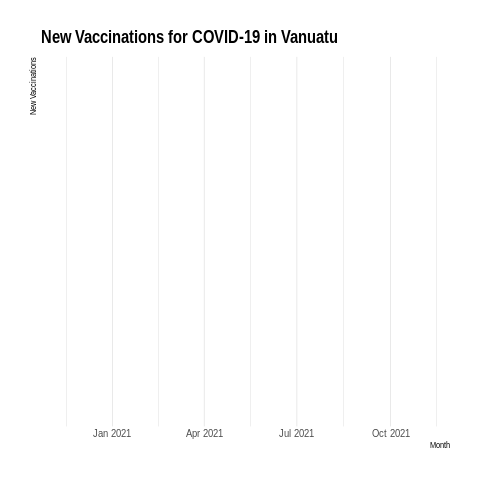 New Vaccinations for COVID-19 in Vanuatu
New Vaccinations
Jan 2021 Apr 2021 Jul 2021 Oct 2021
Month